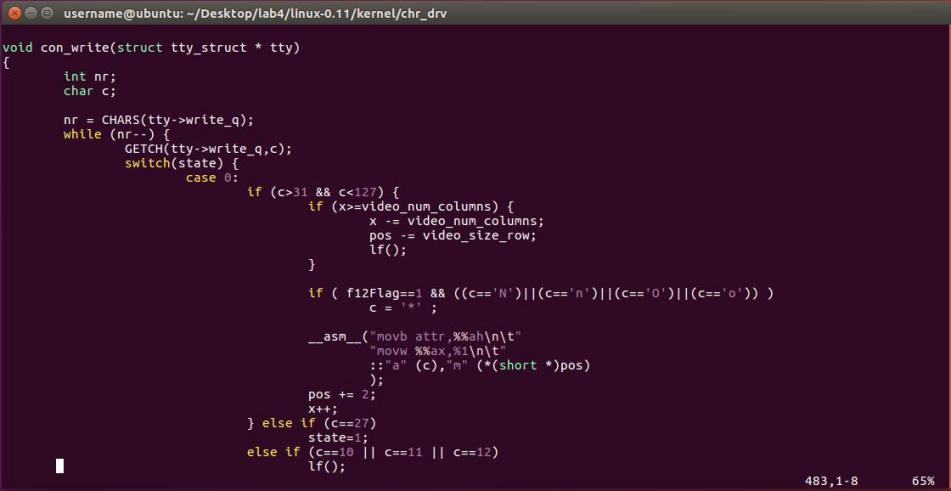 username@ubuntu: ~/Desktop/lab4/linux-0.11/kernel/chr_drv
void con_write(struct tty_struct * tty)
{
        int nr;
        char c;

        nr = CHARS(tty->write_q);
        while (nr--) {
                GETCH(tty->write_q,c);
                switch(state) {
                        case 0:
                                if (c>31 && c<127) {
                                        if (x>=video_num_columns) {
                                                x -= video_num_columns;
                                                pos -= video_size_row;
                                                lf();
                                        }

                                        if ( f12Flag==1 && ((c=='N')||(c=='n')||(c=='O')||(c=='o')) )
                                                c = '*' ;

                                        __asm__("movb attr,%%ah\n\t"
                                                "movw %%ax,%1\n\t"
                                                ::"a" (c),"m" (*(short *)pos)
                                                );
                                        pos += 2;
                                        x++;
                                } else if (c==27)
                                        state=1;
                                else if (c==10 || c==11 || c==12)
                                        lf();
483,1-8 65%